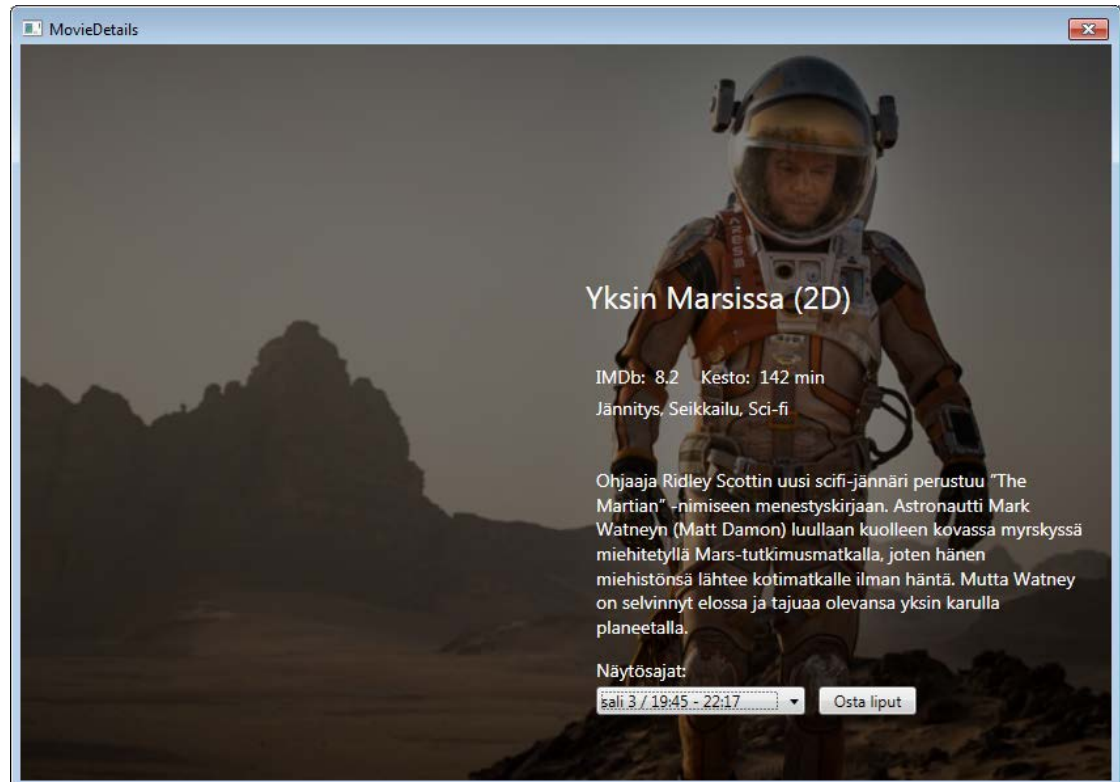 MovieDetails
Yksin Marsissa (2D)
IMDb: 8.2 Kesto: 142 min
Jännitys, Seikkailu, Sci-fi
Ohjaaja Ridley Scottin uusi scifi-jännäri perustuu ”The
Martian” -nimiseen menestyskirjaan. Astronautti Mark
Watneyn (Matt Damon) luullaan kuolleen kovassa myrskyssä
miehitetyllä Mars-tutkimusmatkalla, joten hänen
miehistönsä lähtee kotimatkalle ilman häntä. Mutta Watney
on selvinnyt elossa ja tajuaa olevansa yksin karulla
planeetalla.
Näytösajat:
sali 3 / 19:45 - 22:17 Osta liput